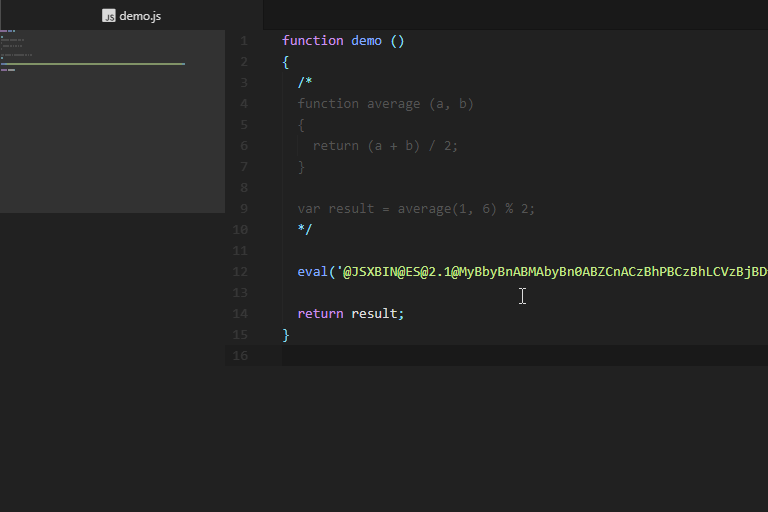 JS demo.js
1 function demo ()
2 {
3 /*
4 function average (a, b)
5 {
6 return (a + b) / 2;
7 }
8
9 var result = average(1, 6) % 2;
10 */
11
12 eval('@JSXBIN@ES@2.1@MyBbyBnABMAbyBn0ABZCnACzBhPBCzBhLCVzBjBD
13
14 return result;
15 }
16